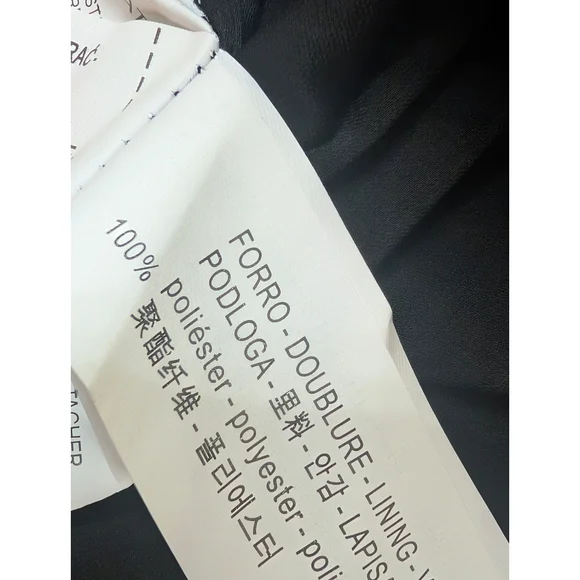 FORRO - DOUBLURE - LINING -
PODLOGA - 里料 - 안감 - LAPIS
100% poliéster - polyester - poli
聚酯纤维 - 폴리에스터